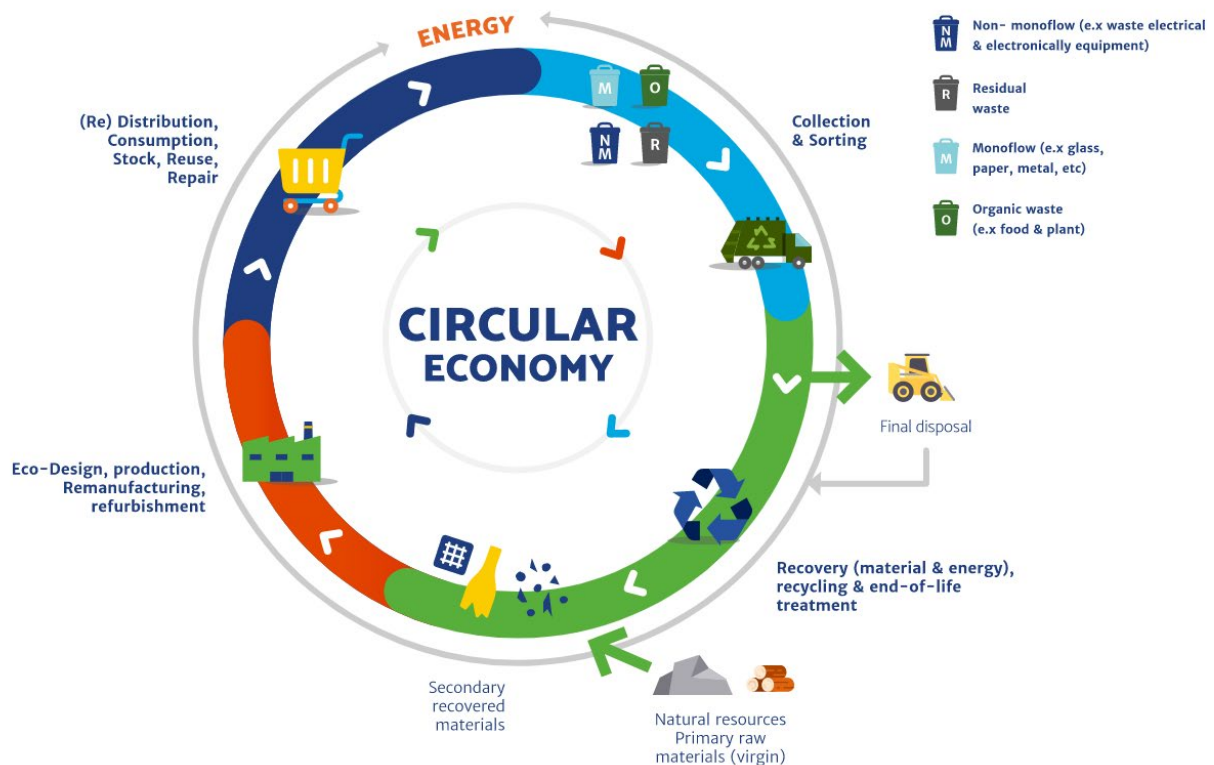 ENERGY
(Re) Distribution,
Consumption,
Stock, Reuse,
Repair
M
O
N
M
R
Collection
& Sorting
N
M
Non- monoflow (e.x waste electrical
& electronically equipment)
R
Residual
waste
M
Monoflow (e.x glass,
paper, metal, etc)
O
Organic waste
(e.x food & plant)
CIRCULAR
ECONOMY
Final disposal
Eco-Design, production,
Remanufacturing,
refurbishment
Recovery (material & energy),
recycling & end-of-life
treatment
Secondary
recovered
materials
Natural resources
Primary raw
materials (virgin)